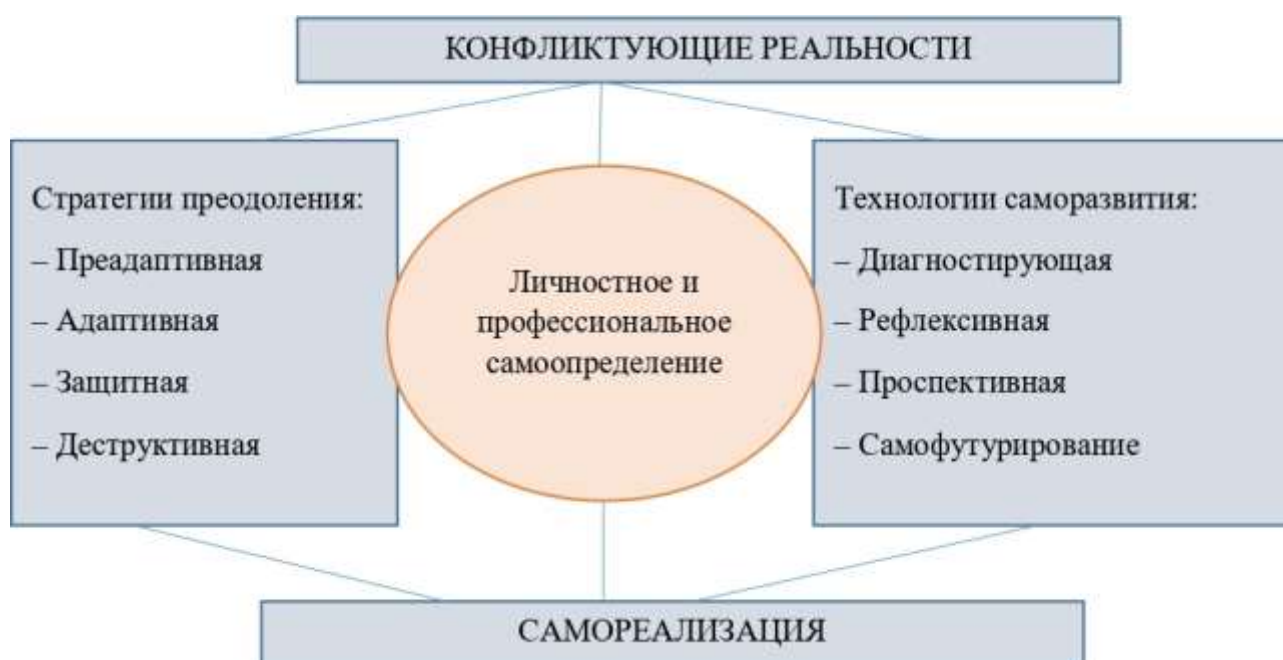 КОНФЛИКТУЮЩИЕ РЕАЛЬНОСТИ
Стратегии преодоления:
– Преадаптивная
– Адаптивная
– Защитная
– Деструктивная
Личностное и
профессиональное
самоопределение
Технологии саморазвития:
– Диагностирующая
– Рефлексивная
– Проспективная
– Самофутурирование
САМОРЕАЛИЗАЦИЯ